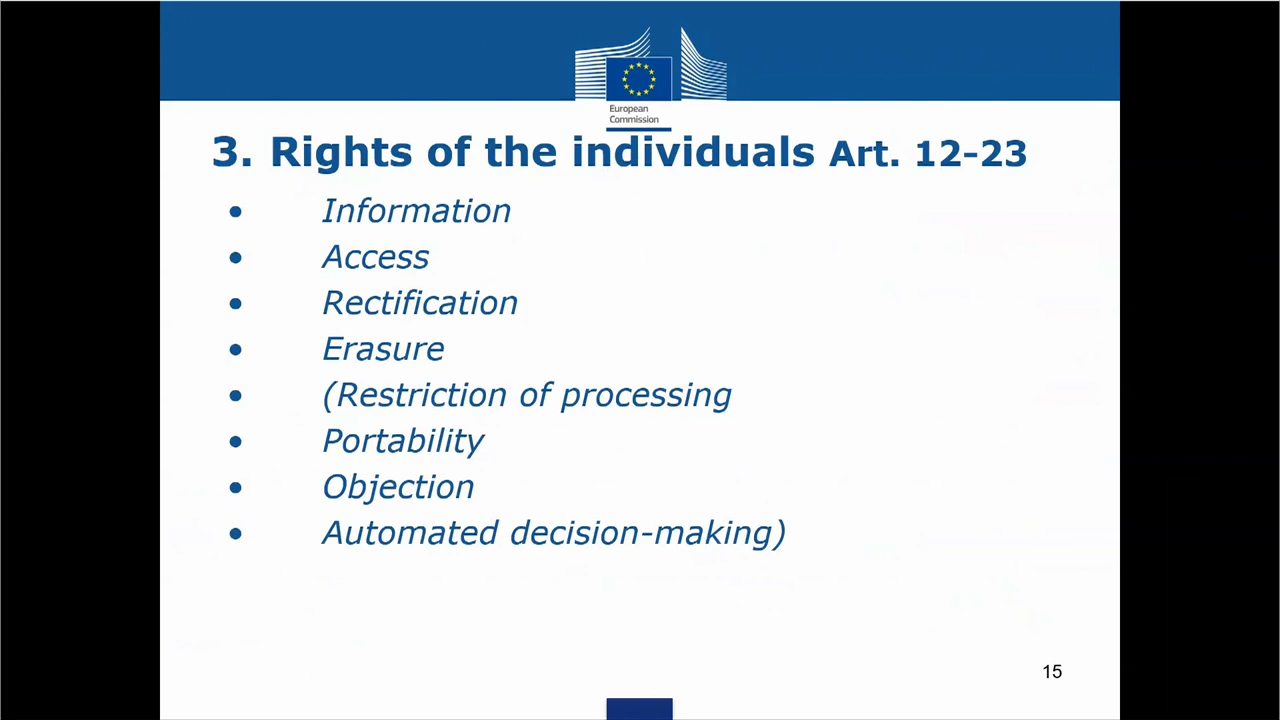 European
Commission
3. Rights of the individuals Art. 12-23
• Information
• Access
• Rectification
• Erasure
• (Restriction of processing
• Portability
• Objection
• Automated decision-making)
15